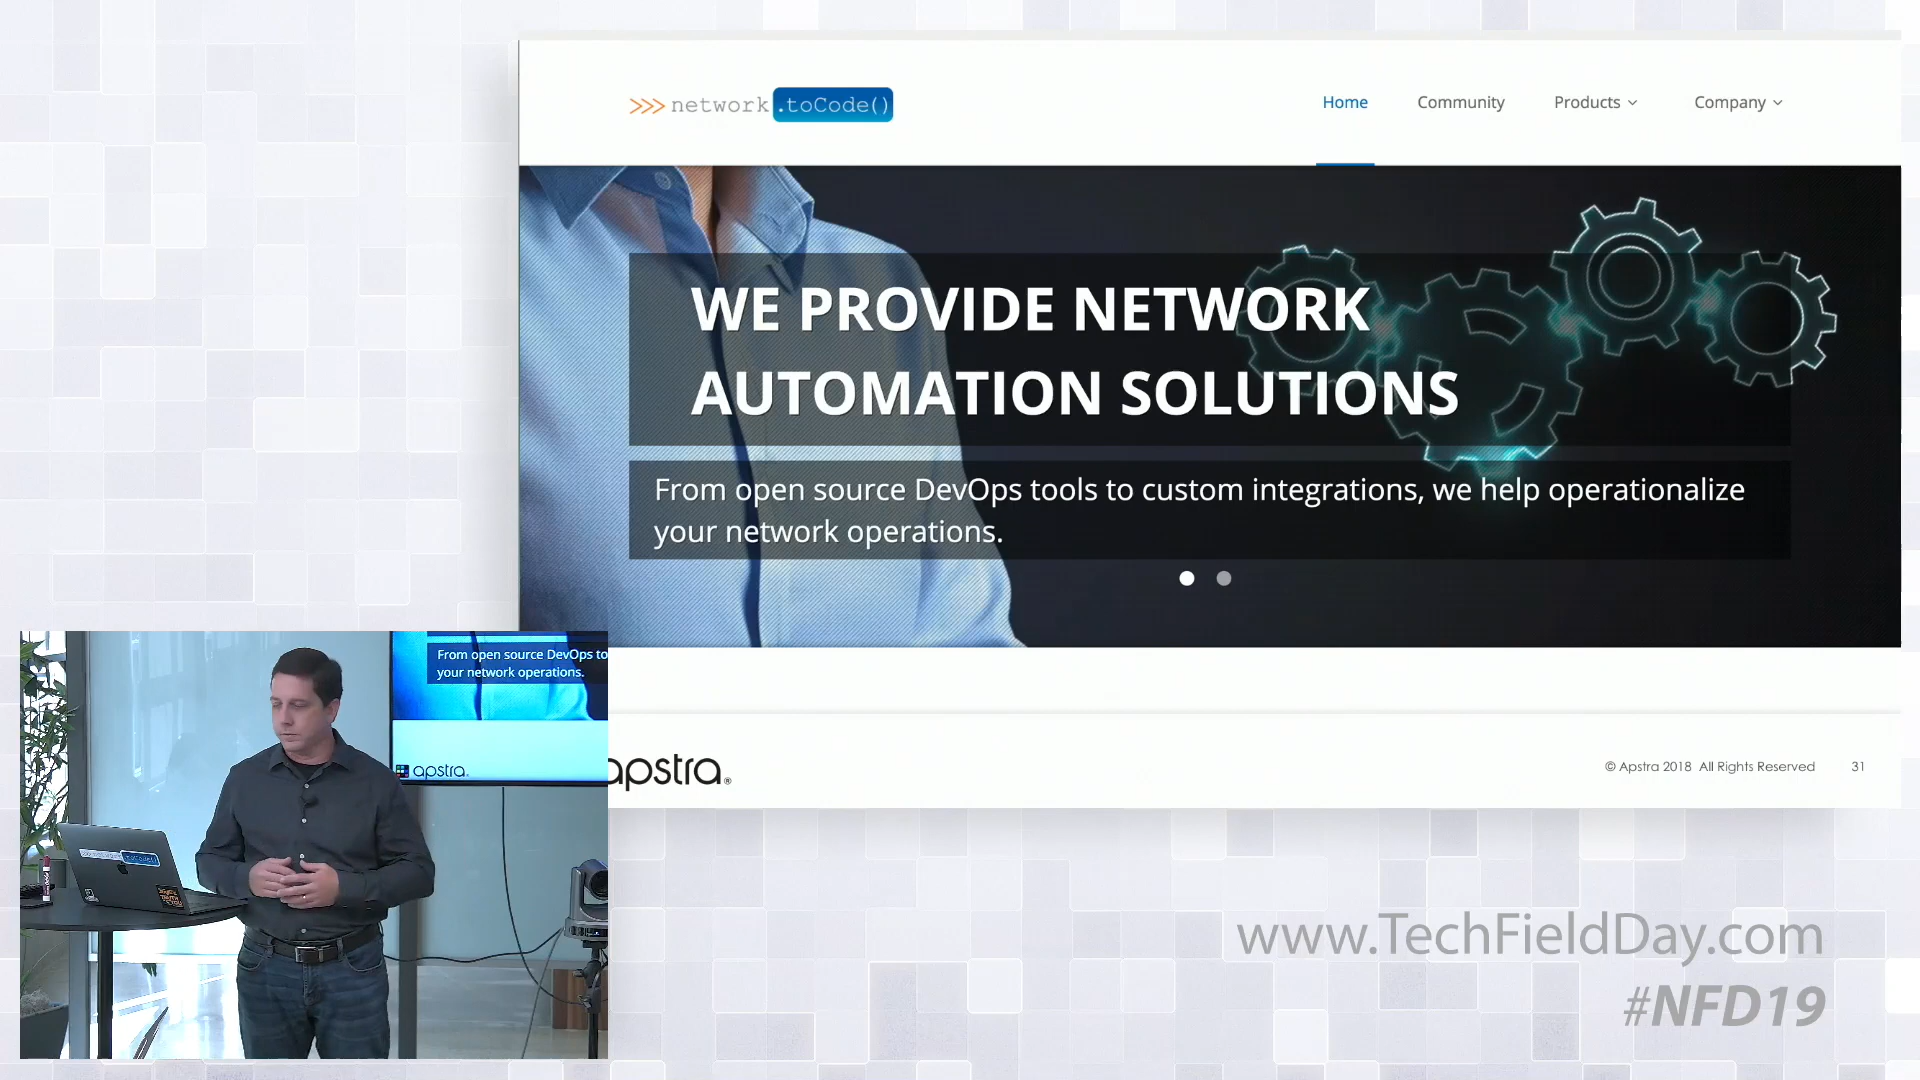 >>> network .toCode()
Home Community Products Company
WE PROVIDE NETWORK
AUTOMATION SOLUTIONS
From open source DevOps tools to custom integrations, we help operationalize
your network operations.
From open source DevOps to
your network operations.
apstra.
apstra®
© Apstra 2018 All Rights Reserved 31
www.TechFieldDay.com
#NFD19